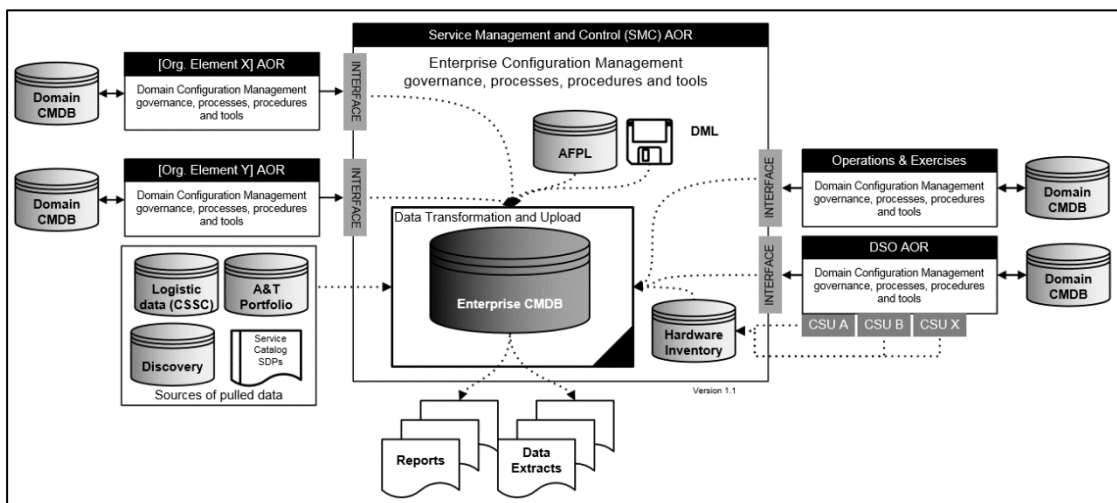 Service Management and Control (SMC) AOR
Enterprise Configuration Management
governance, processes, procedures and tools
[Org. Element X] AOR
Domain Configuration Management
governance, processes, procedures
and tools
Domain
CMDB
INTERFACE
AFPL
DML
[Org. Element Y] AOR
Domain Configuration Management
governance, processes, procedures
and tools
Domain
CMDB
INTERFACE
Operations & Exercises
Domain Configuration Management
governance, processes, procedures
and tools
Domain
CMDB
INTERFACE
Data Transformation and Upload
Enterprise CMDB
DSO AOR
Domain Configuration Management
governance, processes, procedures
and tools
Domain
CMDB
INTERFACE
CSU A
CSU B
CSU X
Logistic
data (CSSC)
A&T
Portfolio
Discovery
Service
Catalog
SDPs
Sources of pulled data
Hardware
Inventory
Version 1.1
Reports
Data
Extracts